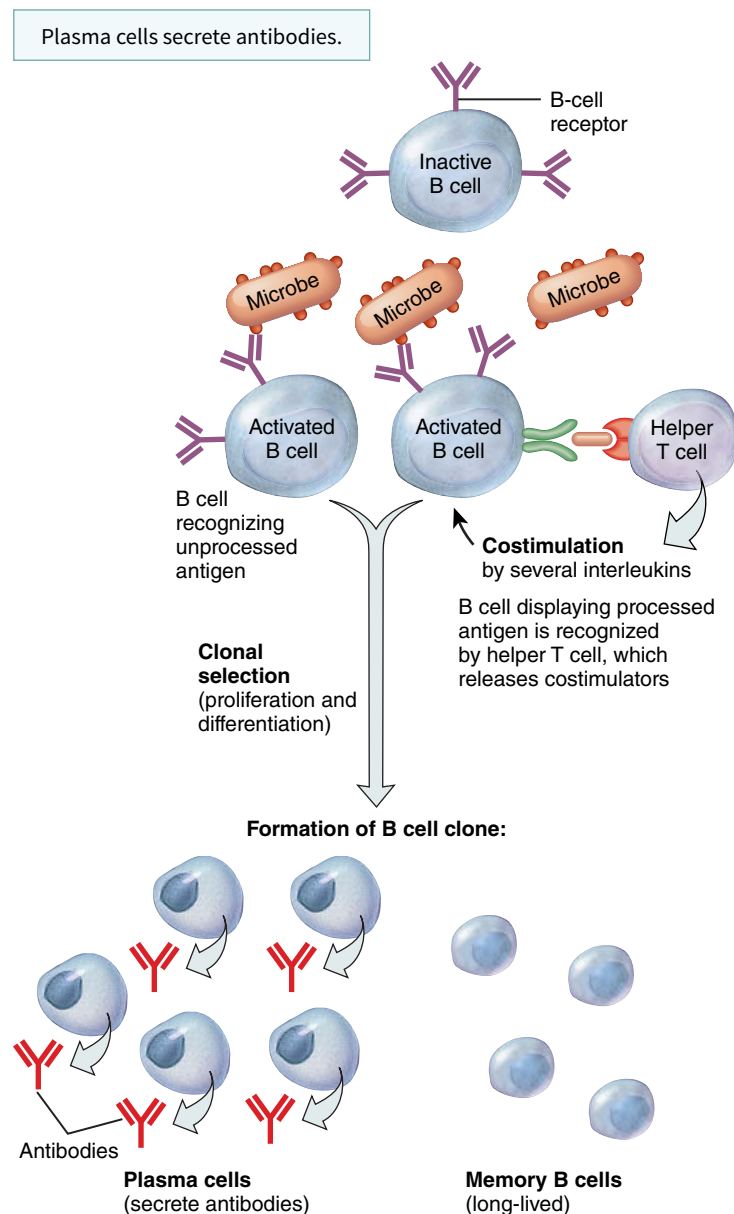 Plasma cells secrete antibodies.
B-cell
receptor
Inactive
B cell
Microbe
Microbe
Microbe
Activated
B cell
Activated
B cell
Helper
T cell
B cell
recognizing
unprocessed
antigen
Costimulation
by several interleukins
B cell displaying processed
antigen is recognized
by helper T cell, which
releases costimulators
Clonal
selection
(proliferation and
differentiation)
Formation of B cell clone:
Antibodies
Plasma cells
(secrete antibodies)
Memory B cells
(long-lived)